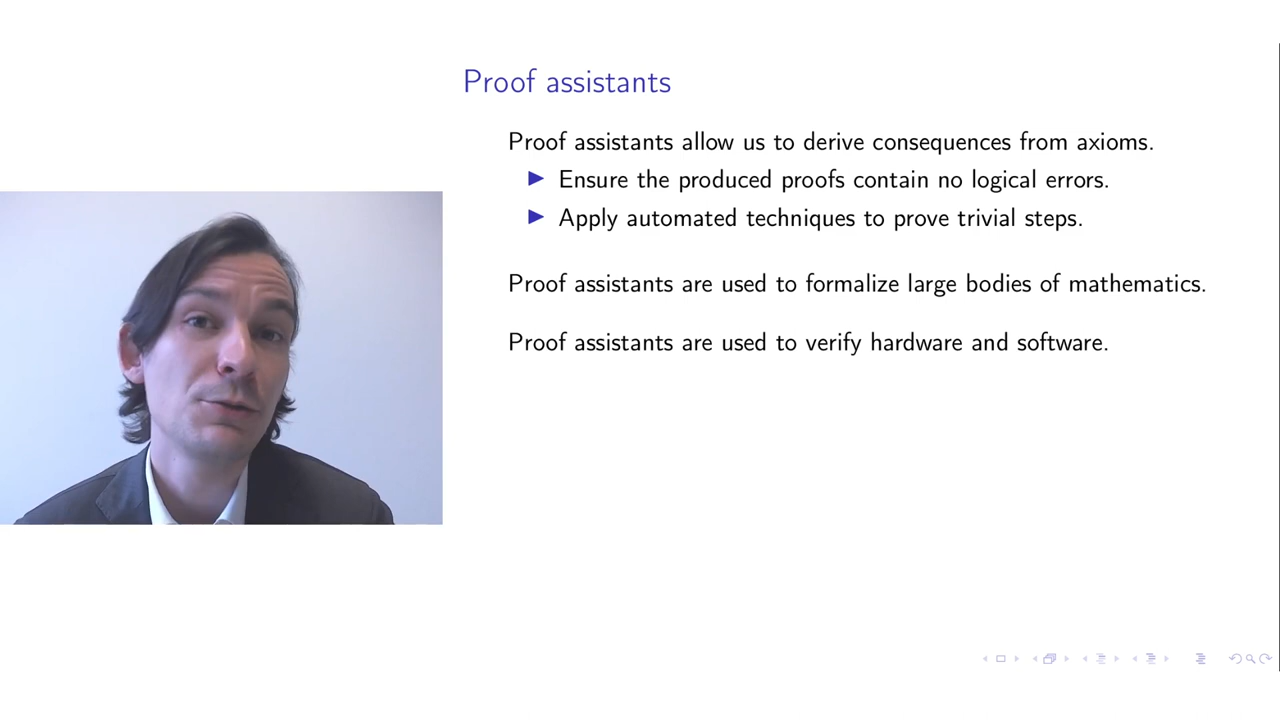 Proof assistants
Proof assistants allow us to derive consequences from axioms.
Ensure the produced proofs contain no logical errors.
Apply automated techniques to prove trivial steps.
Proof assistants are used to formalize large bodies of mathematics.
Proof assistants are used to verify hardware and software.